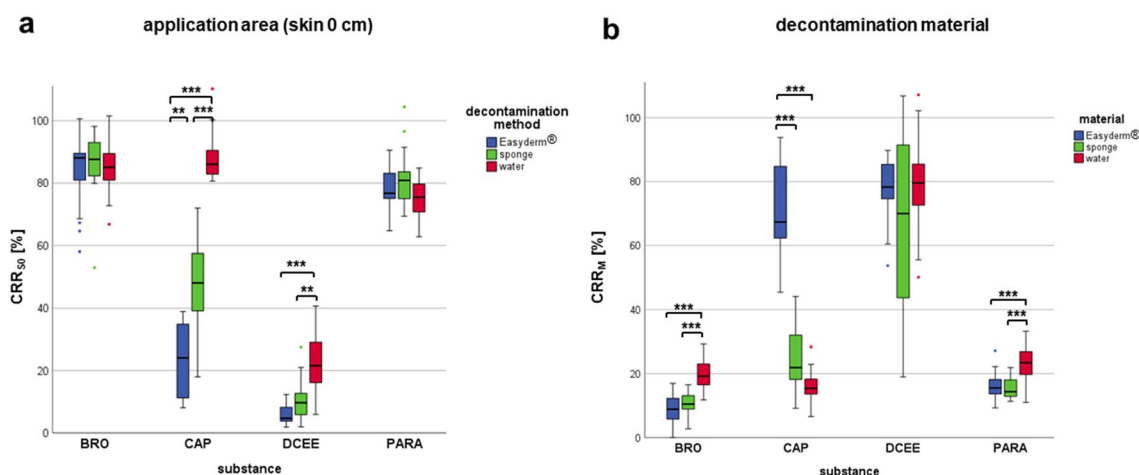 a
application area (skin 0 cm)
CRRS0 [%]
100
80
60
40
20
0
***
**
***
***
**
BRO
CAP
DCEE
PARA
substance
decontamination
method
Easyderm®
sponge
water
b
decontamination material
CRRM [%]
100
80
60
40
20
0
***
***
***
***
***
***
BRO
CAP
DCEE
PARA
substance
material
Easyderm®
sponge
water